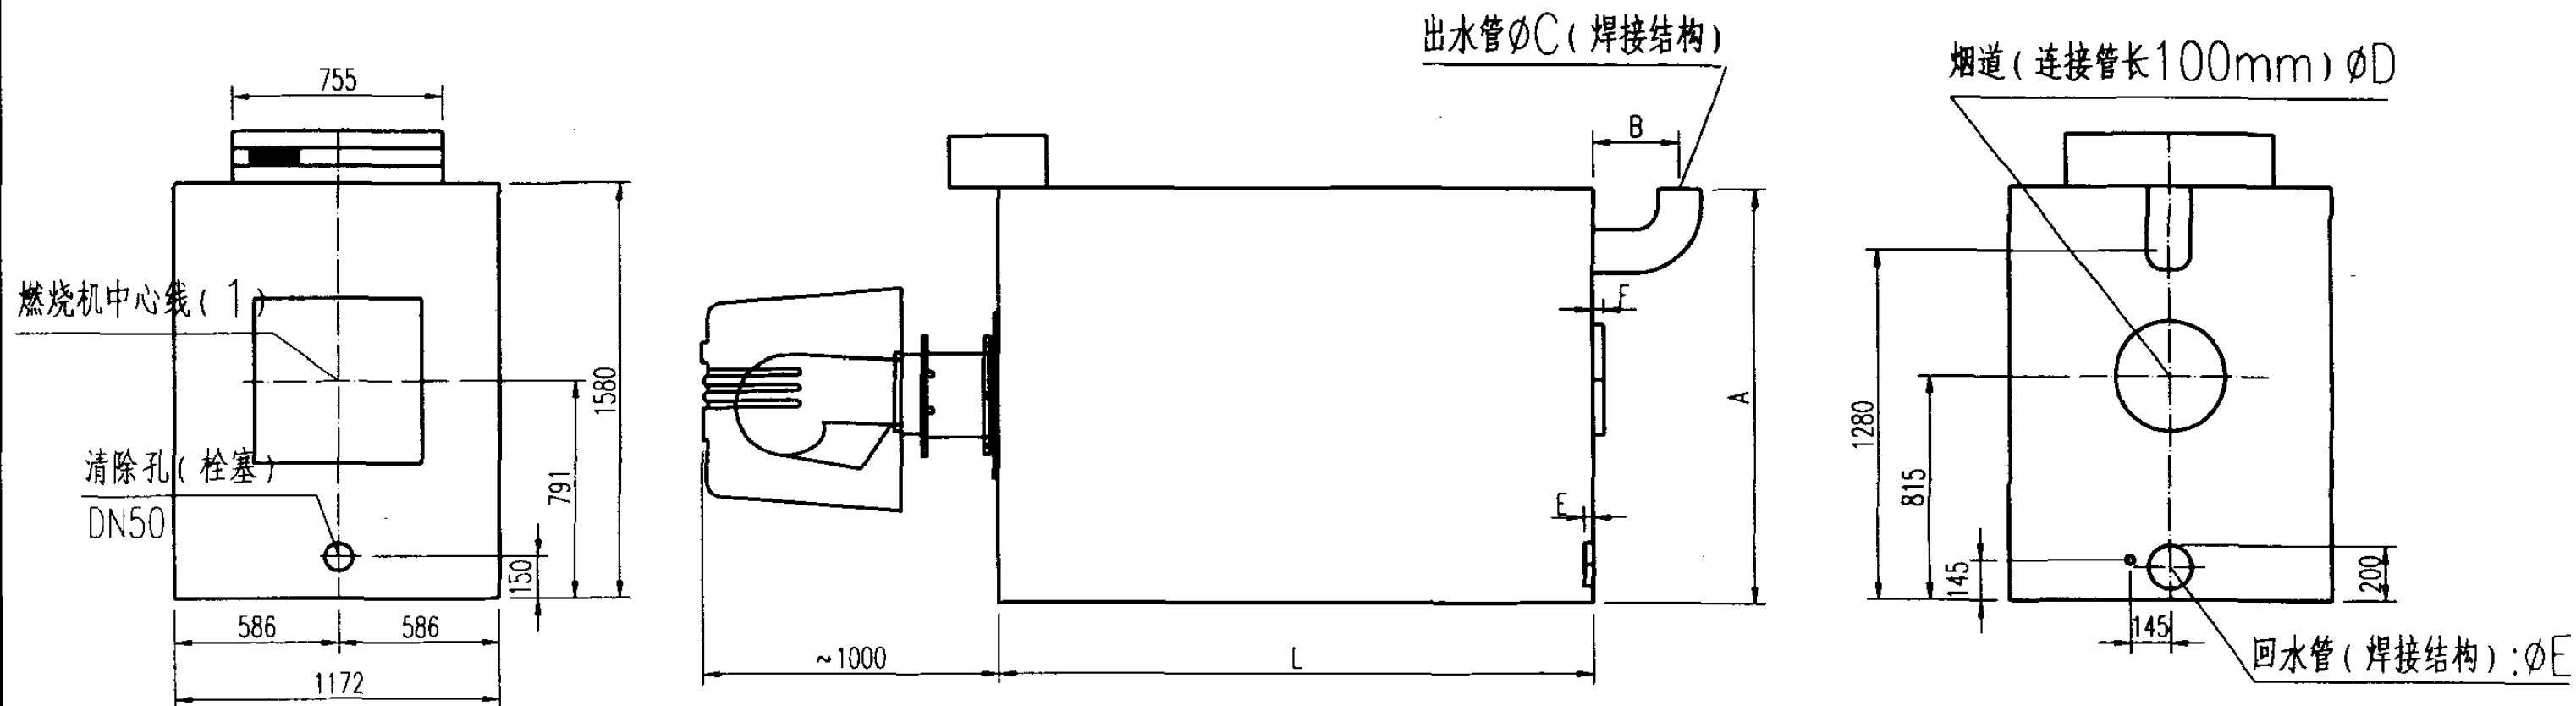 755
燃烧机中心线(1)
清除孔(栓塞)
DN50
1580
791
150
586
586
1172
出水管ØC(焊接结构)
B
F
A
E
~1000
L
烟道(连接管长100mm)ØD
1280
815
145
145
200
回水管(焊接结构):ØE